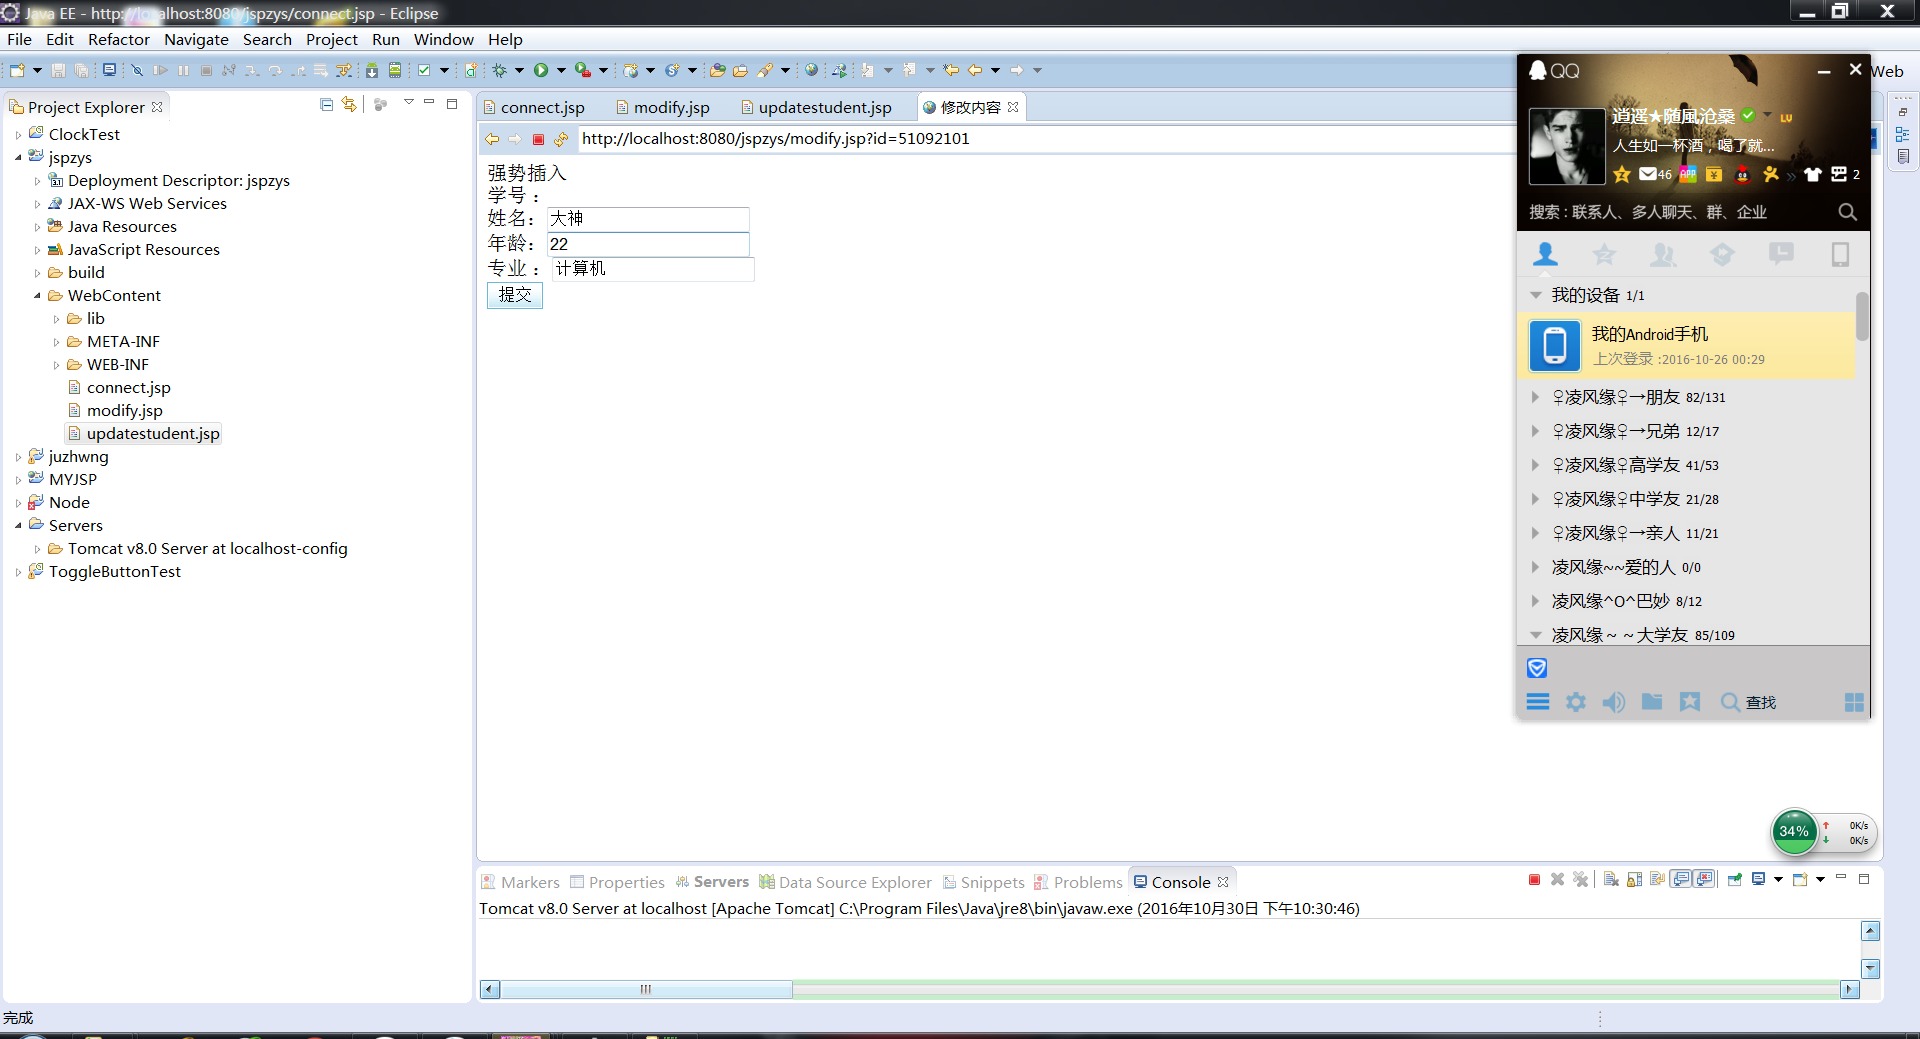 Java EE - http://localhost:8080/jspzys/connect.jsp - Eclipse
File Edit Refactor Navigate Search Project Run Window Help
Web
Project Explorer
ClockTest
jspzys
Deployment Descriptor: jspzys
JAX-WS Web Services
Java Resources
JavaScript Resources
build
WebContent
lib
META-INF
WEB-INF
connect.jsp
modify.jsp
updatestudent.jsp
juzhwng
MYJSP
Node
Servers
Tomcat v8.0 Server at localhost-config
ToggleButtonTest
connect.jsp modify.jsp updatestudent.jsp 修改内容
http://localhost:8080/jspzys/modify.jsp?id=51092101
强势插入
学号：
姓名：大神
年龄：22
专业：计算机
提交
QQ
逍遥★随風沧桑 LV
人生如一杯酒，喝了就...
46 APP 2
搜索：联系人、多人聊天、群、企业
我的设备 1/1
我的Android手机
上次登录：2016-10-26 00:29
♀凌风缘♀→朋友 82/131
♀凌风缘♀→兄弟 12/17
♀凌风缘♀高学友 41/53
♀凌风缘♀中学友 21/28
♀凌风缘♀→亲人 11/21
凌风缘~~爱的人 0/0
凌风缘^O^巴妙 8/12
凌风缘～～大学友 85/109
查找
34% 0K/s
0K/s
Markers Properties Servers Data Source Explorer Snippets Problems Console
Tomcat v8.0 Server at localhost [Apache Tomcat] C:\Program Files\Java\jre8\bin\javaw.exe (2016年10月30日 下午10:30:46)
完成